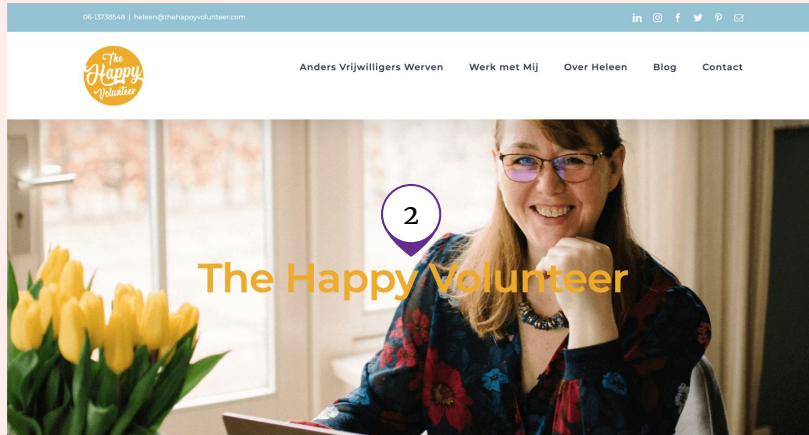 06-13738548 | heleen@thehappyvolunteer.com
The
Happy
Volunteer
Anders Vrijwilligers Werven Werk met Mij Over Heleen Blog Contact
2
The Happy Volunteer